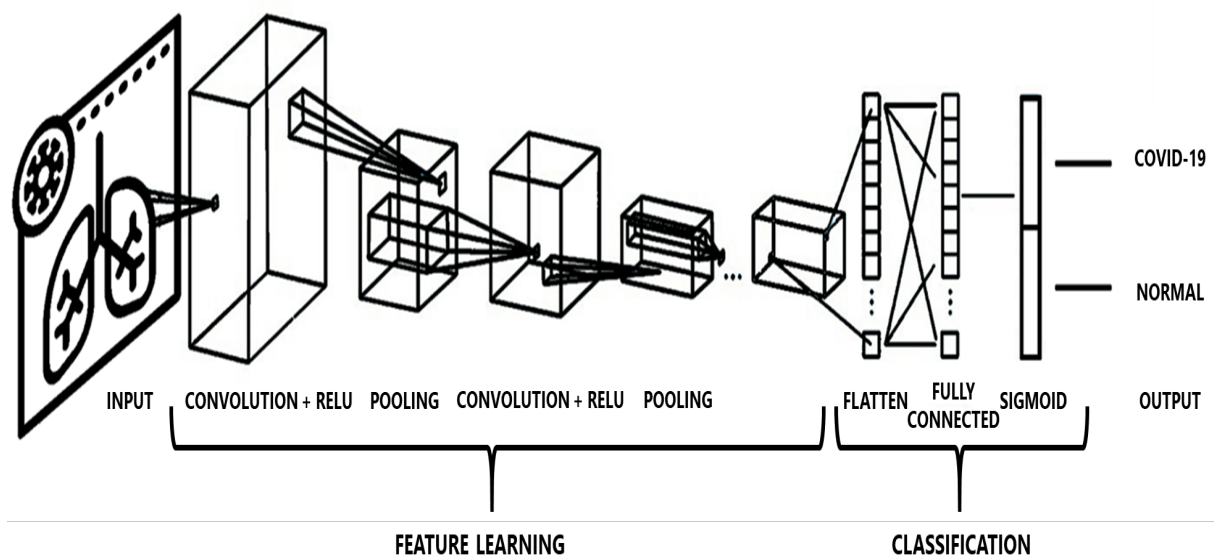 COVID-19
NORMAL
INPUT
CONVOLUTION + RELU
POOLING
CONVOLUTION + RELU
POOLING
...
FLATTEN
FULLY
CONNECTED
SIGMOID
OUTPUT
FEATURE LEARNING
CLASSIFICATION